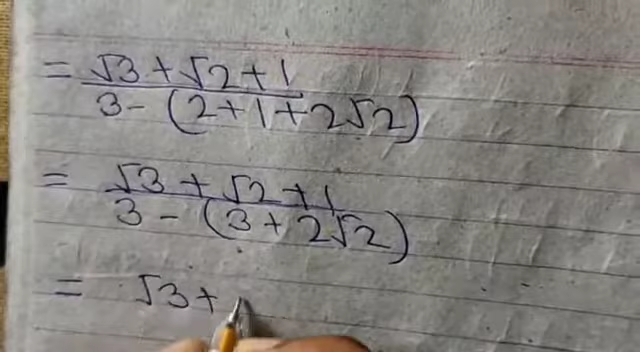 = √3 + √2 + 1
3 - (2 + 1 + 2√2)
= √3 + √2 + 1
3 - (3 + 2√2)
= √3 +